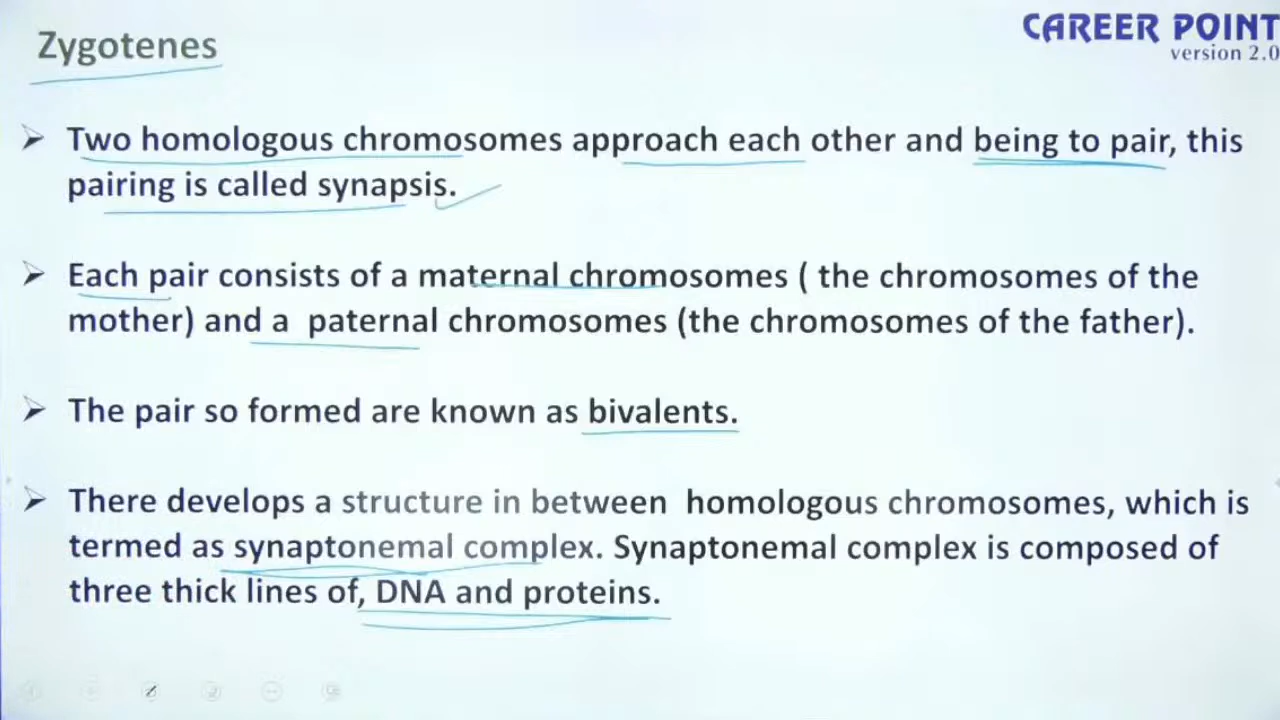 Zygotenes
CAREER POINT
version 2.0
➢ Two homologous chromosomes approach each other and being to pair, this
pairing is called synapsis.
➢ Each pair consists of a maternal chromosomes ( the chromosomes of the
mother) and a paternal chromosomes (the chromosomes of the father).
➢ The pair so formed are known as bivalents.
➢ There develops a structure in between homologous chromosomes, which is
termed as synaptonemal complex. Synaptonemal complex is composed of
three thick lines of, DNA and proteins.